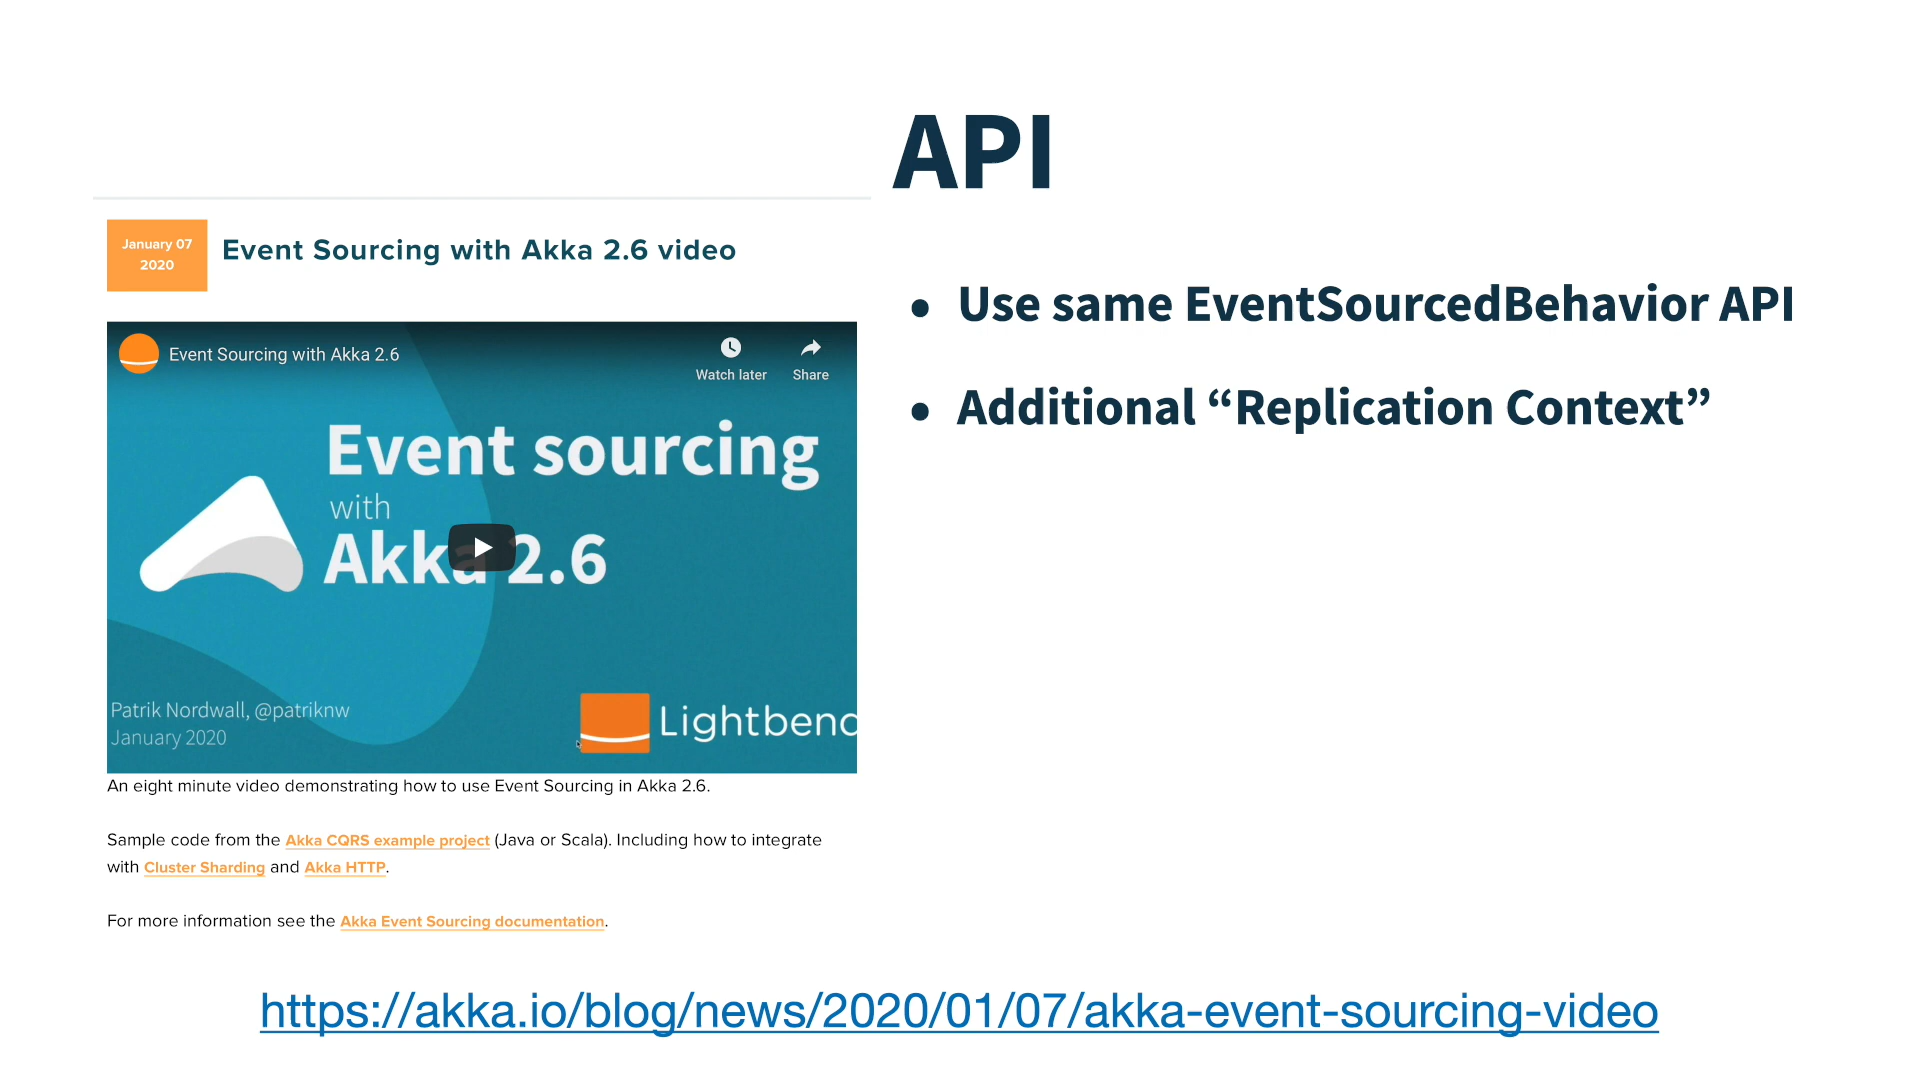 API
January 07
2020
Event Sourcing with Akka 2.6 video
Event Sourcing with Akka 2.6
Watch later
Share
Event sourcing
with
Akka 2.6
Patrik Nordwall, @patriknw
January 2020
Lightbend
An eight minute video demonstrating how to use Event Sourcing in Akka 2.6.
Sample code from the Akka CQRS example project (Java or Scala). Including how to integrate
with Cluster Sharding and Akka HTTP.
For more information see the Akka Event Sourcing documentation.
• Use same EventSourcedBehavior API
• Additional “Replication Context”
https://akka.io/blog/news/2020/01/07/akka-event-sourcing-video